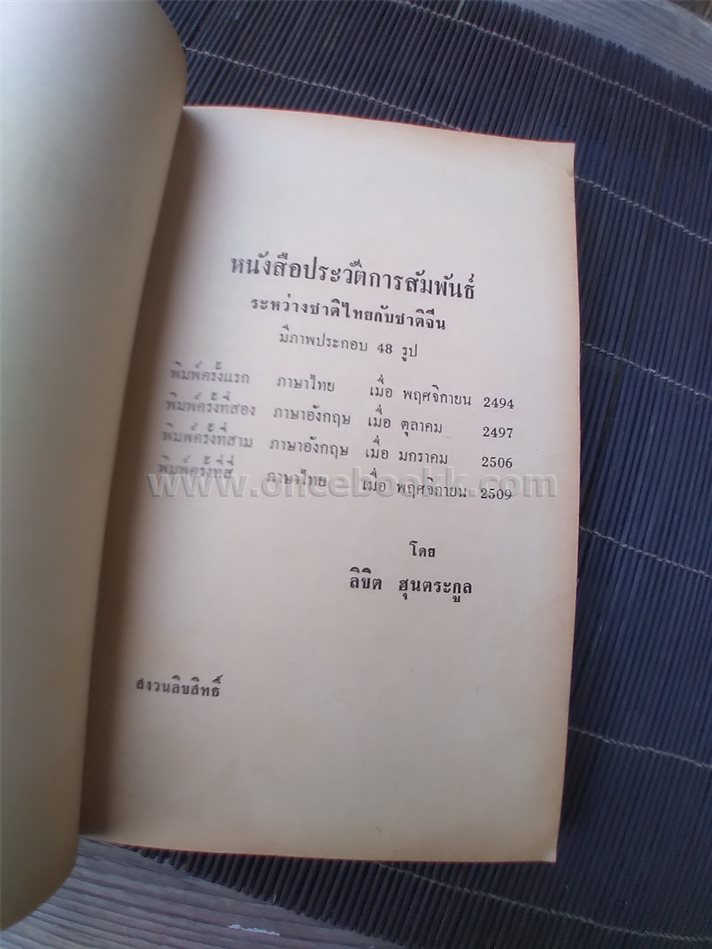 หนังสือประวัติการสัมพันธ์
ระหว่างชาติไทยกับชาติจีน
มีภาพประกอบ 48 รูป
พิมพ์ครั้งแรก ภาษาไทย เมื่อ พฤศจิกายน 2494
พิมพ์ครั้งที่สอง ภาษาอังกฤษ เมื่อ ตุลาคม 2497
พิมพ์ครั้งที่สาม ภาษาอังกฤษ เมื่อ มกราคม 2506
พิมพ์ครั้งที่สี่ ภาษาไทย เมื่อ พฤศจิกายน 2509
www.oncebookk.com
โดย
ลิขิต ฮุนตระกูล
สงวนลิขสิทธิ์